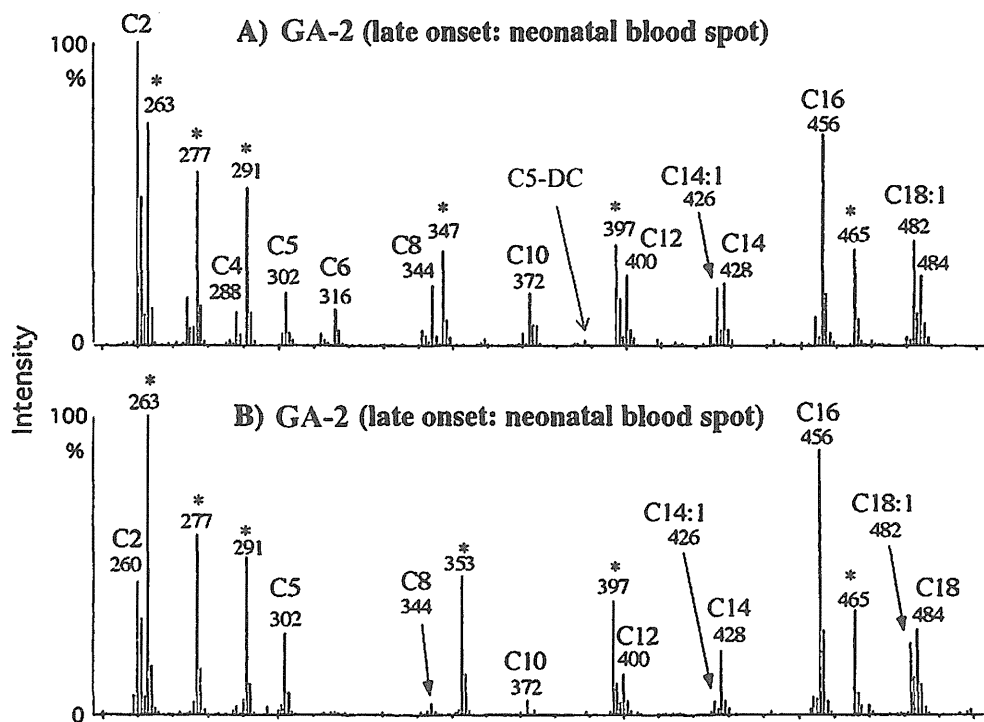 A) GA-2 (late onset: neonatal blood spot)
100
%
0
C2
*
263
*
277
C4
288
*
291
C5
302
C6
316
C8
344
*
347
C10
372
C5-DC
*
397
C12
400
C14:1
426
C14
428
C16
456
*
465
C18:1
482
484
Intensity
B) GA-2 (late onset: neonatal blood spot)
100
%
0
C2
260
*
263
*
277
*
291
C5
302
C8
344
*
353
C10
372
*
397
C12
400
C14:1
426
C14
428
C16
456
*
465
C18:1
482
C18
484